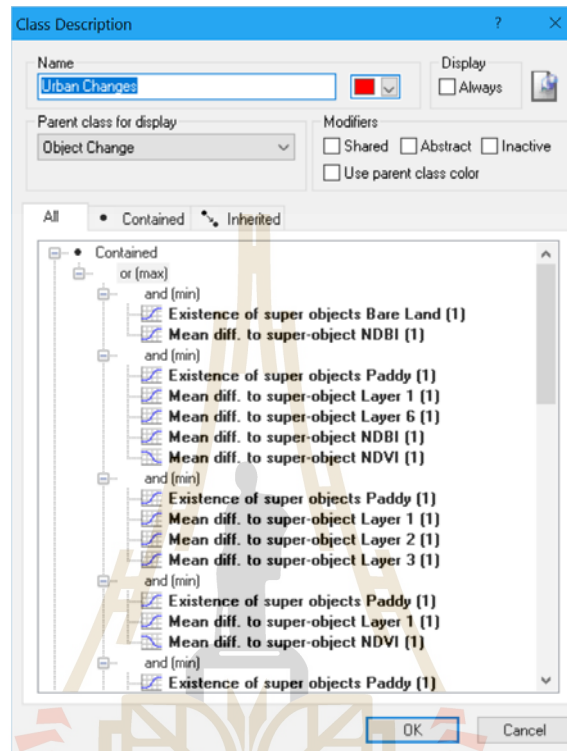 Class Description
?
Name
Display
Urban Changes
Always
Parent class for display
Modifiers
Object Change
Shared Abstract Inactive
Use parent class color
All Contained Inherited
Contained
or (max)
and (min)
Existence of super objects Bare Land (1)
Mean diff. to super-object NDBI (1)
and (min)
Existence of super objects Paddy (1)
Mean diff. to super-object Layer 1 (1)
Mean diff. to super-object Layer 6 (1)
Mean diff. to super-object NDBI (1)
Mean diff. to super-object NDVI (1)
and (min)
Existence of super objects Paddy (1)
Mean diff. to super-object Layer 1 (1)
Mean diff. to super-object Layer 2 (1)
Mean diff. to super-object Layer 3 (1)
and (min)
Existence of super objects Paddy (1)
Mean diff. to super-object Layer 1 (1)
Mean diff. to super-object NDVI (1)
and (min)
Existence of super objects Paddy (1)
OK Cancel